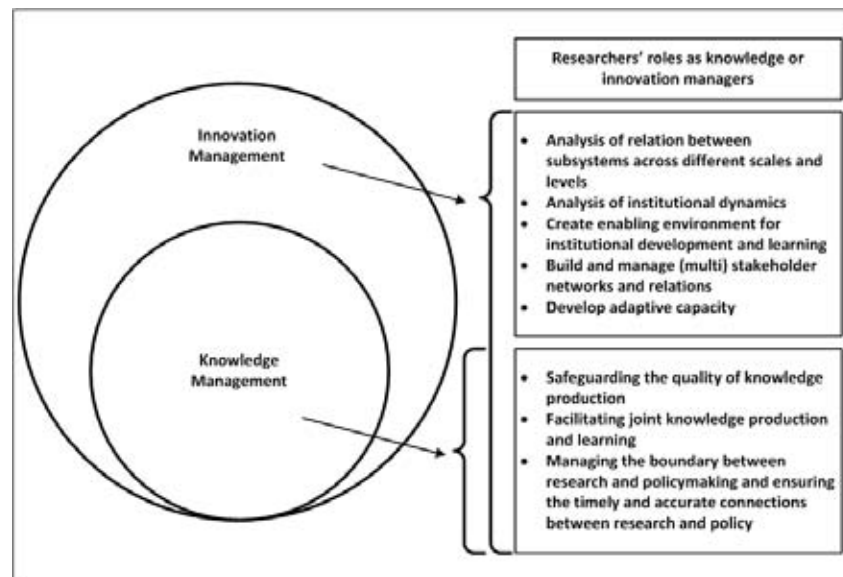 Researchers' roles as knowledge or
innovation managers
Innovation
Management
• Analysis of relation between
subsystems across different scales and
levels
• Analysis of institutional dynamics
• Create enabling environment for
institutional development and learning
• Build and manage (multi) stakeholder
networks and relations
• Develop adaptive capacity
Knowledge
Management
• Safeguarding the quality of knowledge
production
• Facilitating joint knowledge production
and learning
• Managing the boundary between
research and policymaking and ensuring
the timely and accurate connections
between research and policy